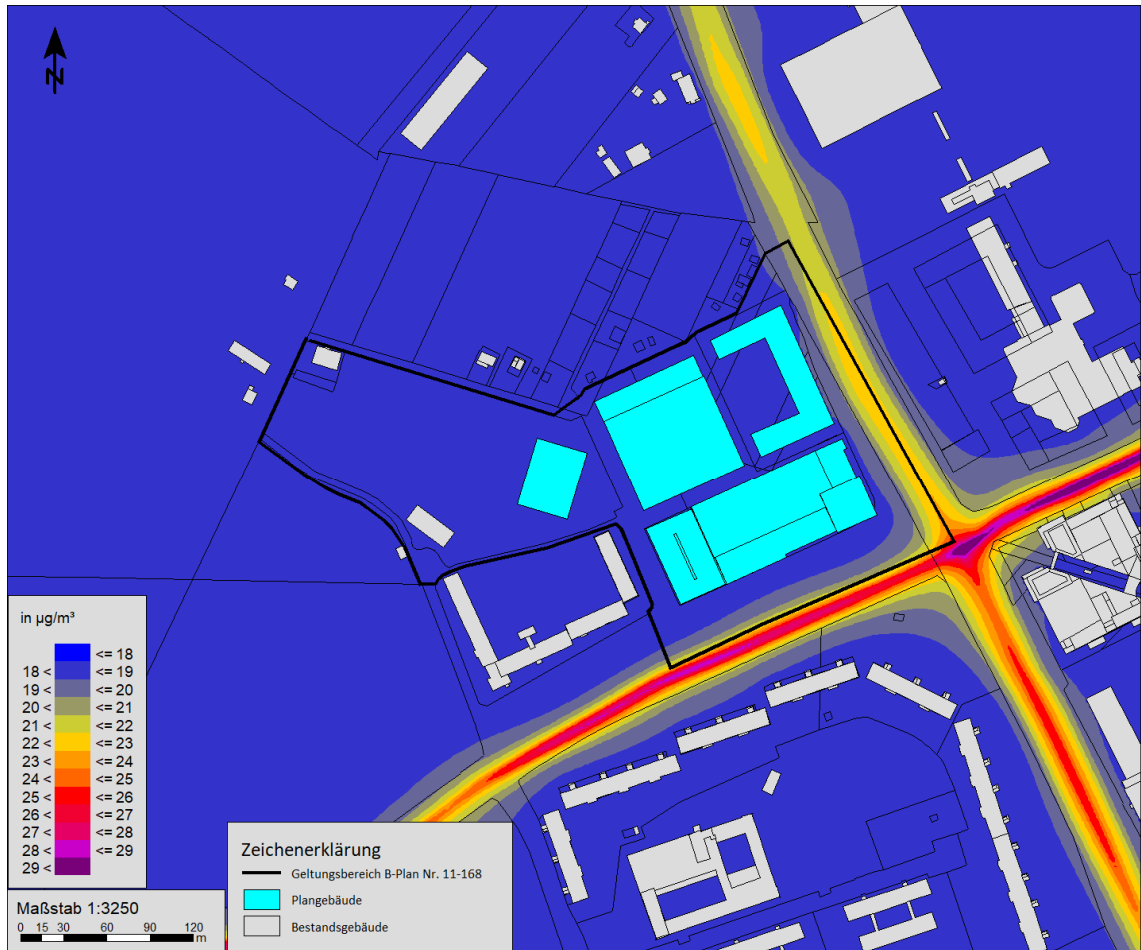 N
in µg/m³
<= 18
18 < <= 19
19 < <= 20
20 < <= 21
21 < <= 22
22 < <= 23
23 < <= 24
24 < <= 25
25 < <= 26
26 < <= 27
27 < <= 28
28 < <= 29
29 <
Zeichenerklärung
Geltungsbereich B-Plan Nr. 11-168
Plangebäude
Bestandsgebäude
Maßstab 1:3250
0 15 30 60 90 120
m